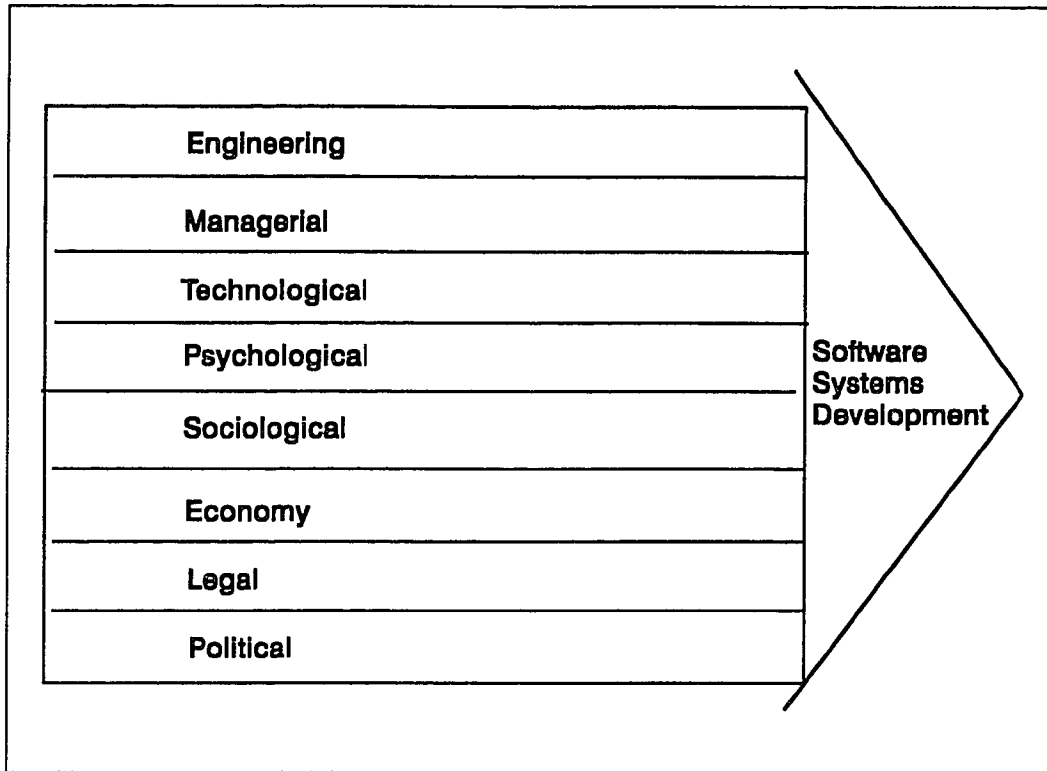 Engineering
Managerial
Technological
Psychological
Sociological
Economy
Legal
Political
Software
Systems
Development